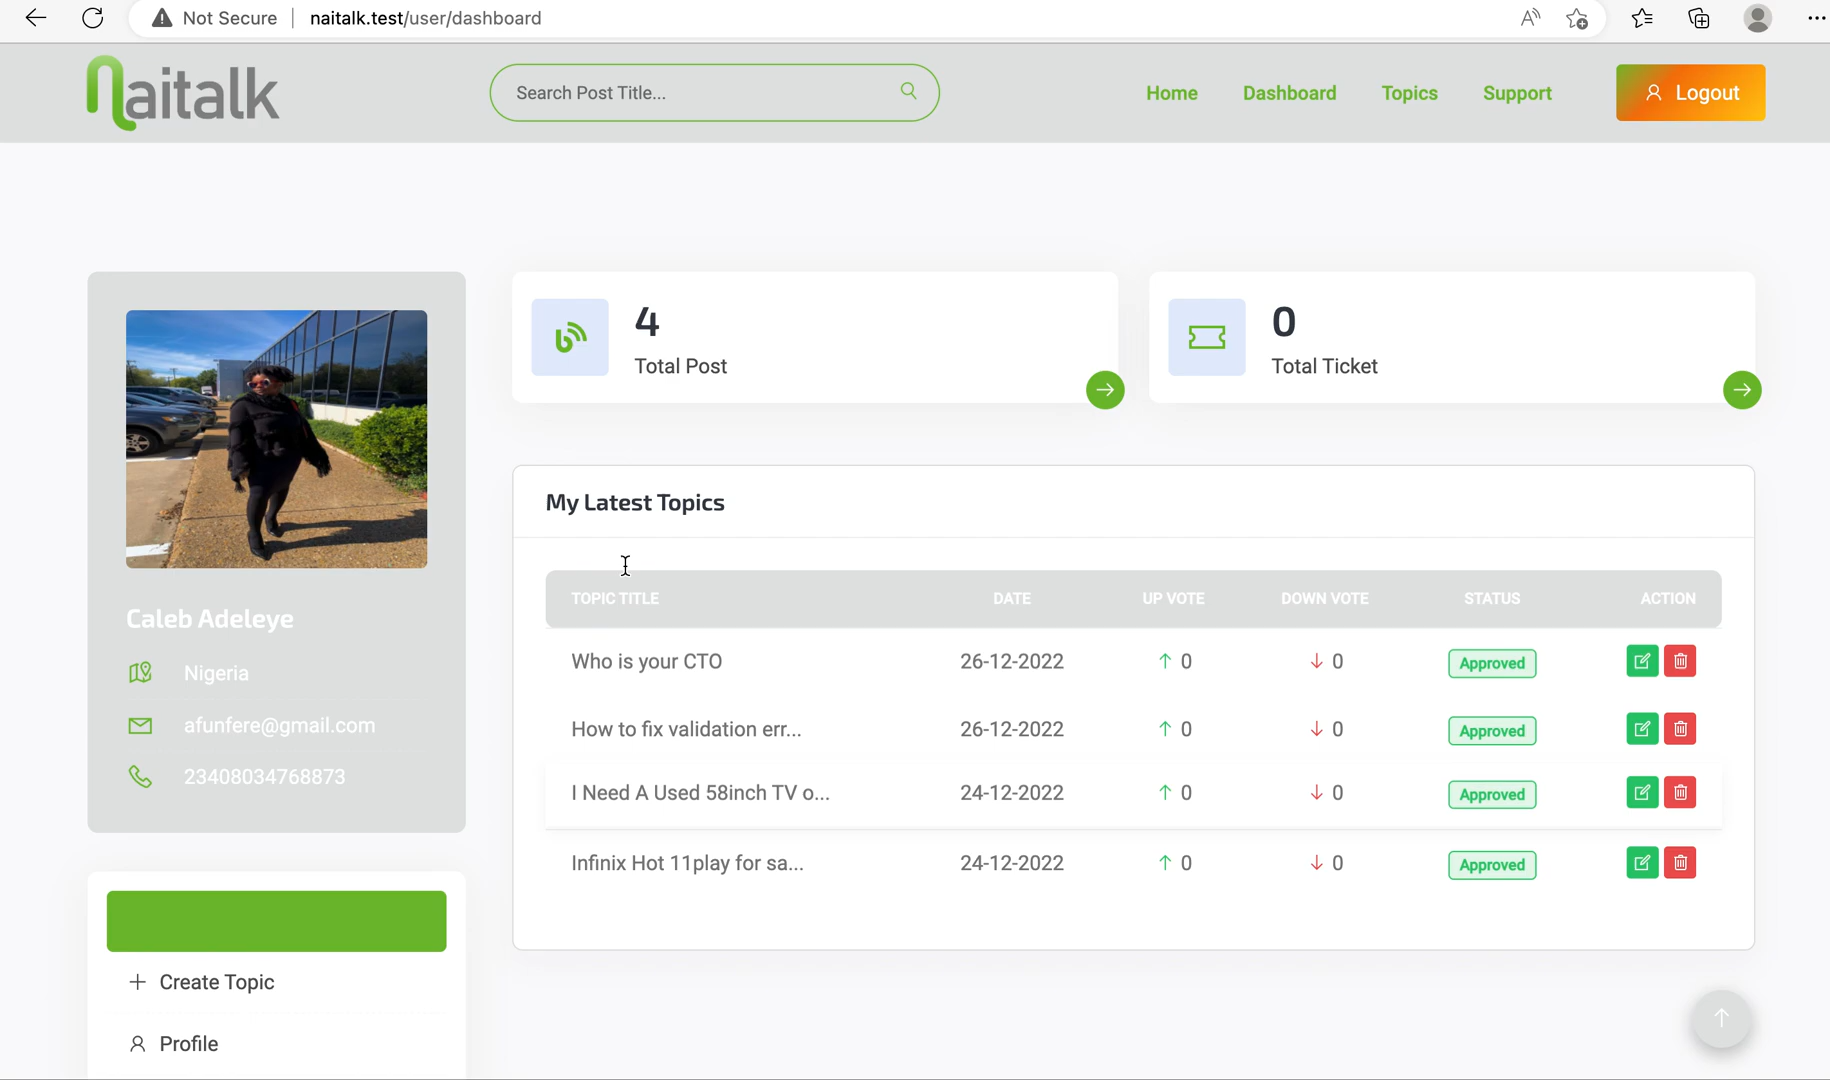 Not Secure
naitalk.test/user/dashboard
Naitalk
Search Post Title...
Home
Dashboard
Topics
Support
Logout
4
Total Post
0
Total Ticket
Caleb Adeleye
Nigeria
afunfere@gmail.com
23408034768873
My Latest Topics
TOPIC TITLE DATE UP VOTE DOWN VOTE STATUS ACTION
Who is your CTO 26-12-2022 0 0 Approved
How to fix validation err... 26-12-2022 0 0 Approved
I Need A Used 58inch TV o... 24-12-2022 0 0 Approved
Infinix Hot 11play for sa... 24-12-2022 0 0 Approved
Create Topic
Profile